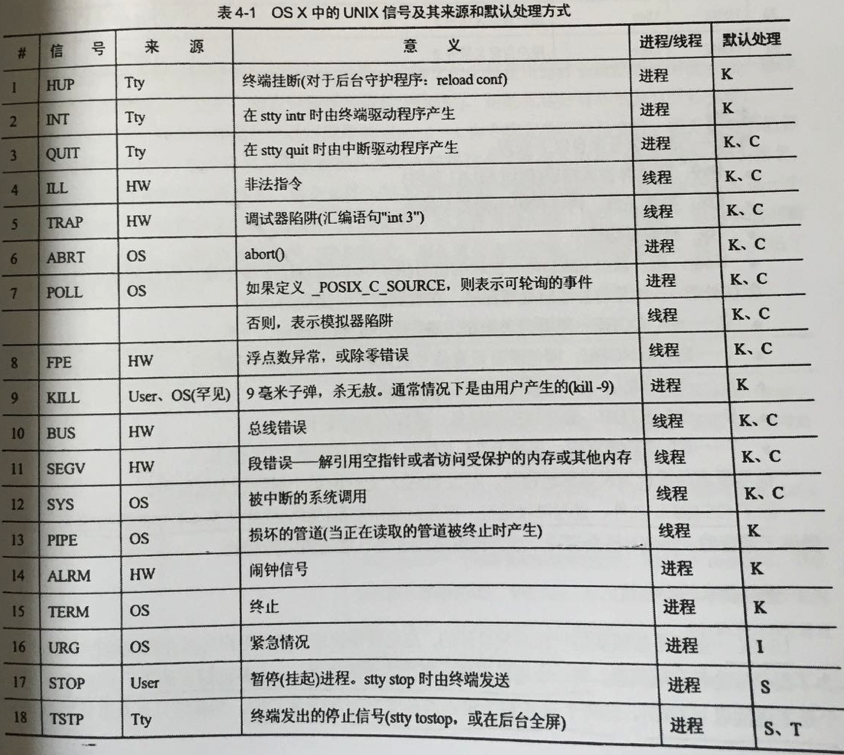 表 4-1 OS X 中的 UNIX 信号及其来源和默认处理方式
# 信 号 来 源 意 义 进程/线程 默认处理
1 HUP Tty 终端挂断(对于后台守护程序：reload conf) 进程 K
2 INT Tty 在 stty intr 时由终端驱动程序产生 进程 K
3 QUIT Tty 在 stty quit 时由中断驱动程序产生 进程 K、C
4 ILL HW 非法指令 线程 K、C
5 TRAP HW 调试器陷阱(汇编语句"int 3") 线程 K、C
6 ABRT OS abort() 进程 K、C
7 POLL OS 如果定义 _POSIX_C_SOURCE，则表示可轮询的事件 进程 K、C
否则，表示模拟器陷阱 线程 K、C
8 FPE HW 浮点数异常，或除零错误 线程 K、C
9 KILL User、OS(罕见) 9 毫米子弹，杀无赦。通常情况下是由用户产生的(kill -9) 进程 K
10 BUS HW 总线错误 线程 K、C
11 SEGV HW 段错误——解引用空指针或者访问受保护的内存或其他内存 线程 K、C
12 SYS OS 被中断的系统调用 线程 K、C
13 PIPE OS 损坏的管道(当正在读取的管道被终止时产生) 线程 K
14 ALRM HW 闹钟信号 进程 K
15 TERM OS 终止 进程 K
16 URG OS 紧急情况 进程 I
17 STOP User 暂停(挂起)进程。stty stop 时由终端发送 进程 S
18 TSTP Tty 终端发出的停止信号(stty tostop，或在后台全屏) 进程 S、T